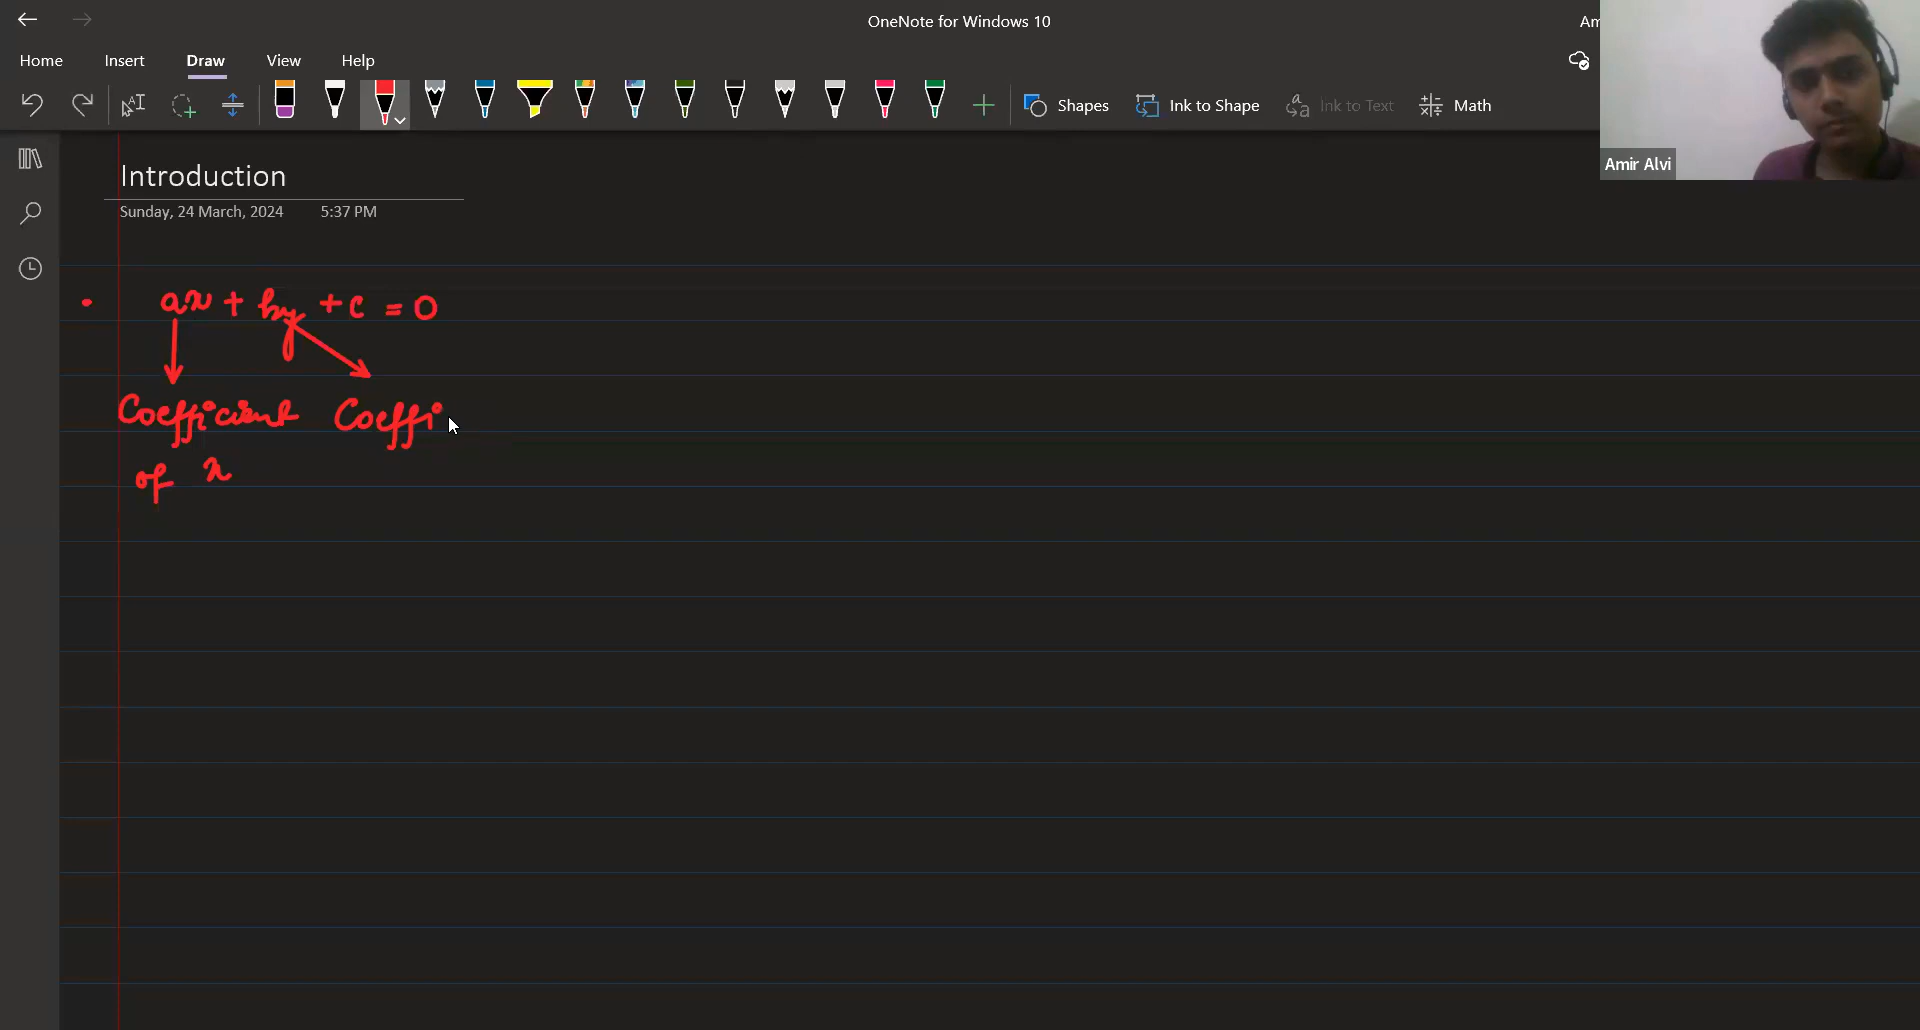 OneNote for Windows 10
Am
Home Insert Draw View Help
Shapes Ink to Shape Ink to Text Math
Amir Alvi
Introduction
Sunday, 24 March, 2024 5:37 PM
• ax + by + c = 0
Coefficient Coeffi
of x